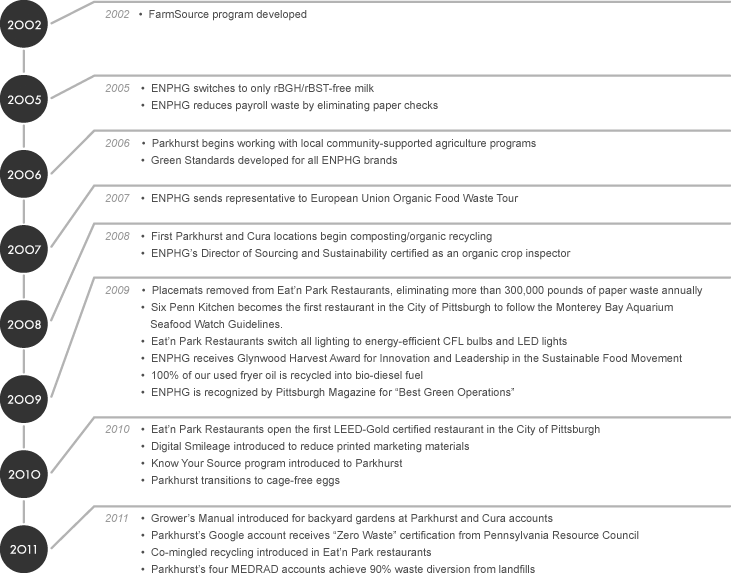 2002
2002 • FarmSource program developed
2005
2005 • ENPHG switches to only rBGH/rBST-free milk
• ENPHG reduces payroll waste by eliminating paper checks
2006
2006 • Parkhurst begins working with local community-supported agriculture programs
• Green Standards developed for all ENPHG brands
2007
2007 • ENPHG sends representative to European Union Organic Food Waste Tour
2008
2008 • First Parkhurst and Cura locations begin composting/organic recycling
• ENPHG's Director of Sourcing and Sustainability certified as an organic crop inspector
2009
2009 • Placemats removed from Eat'n Park Restaurants, eliminating more than 300,000 pounds of paper waste annually
• Six Penn Kitchen becomes the first restaurant in the City of Pittsburgh to follow the Monterey Bay Aquarium
Seafood Watch Guidelines.
• Eat'n Park Restaurants switch all lighting to energy-efficient CFL bulbs and LED lights
• ENPHG receives Glynwood Harvest Award for Innovation and Leadership in the Sustainable Food Movement
• 100% of our used fryer oil is recycled into bio-diesel fuel
• ENPHG is recognized by Pittsburgh Magazine for “Best Green Operations”
2010
2010 • Eat'n Park Restaurants open the first LEED-Gold certified restaurant in the City of Pittsburgh
• Digital Smileage introduced to reduce printed marketing materials
• Know Your Source program introduced to Parkhurst
• Parkhurst transitions to cage-free eggs
2011
2011 • Grower's Manual introduced for backyard gardens at Parkhurst and Cura accounts
• Parkhurst's Google account receives “Zero Waste” certification from Pennsylvania Resource Council
• Co-mingled recycling introduced in Eat'n Park restaurants
• Parkhurst's four MEDRAD accounts achieve 90% waste diversion from landfills